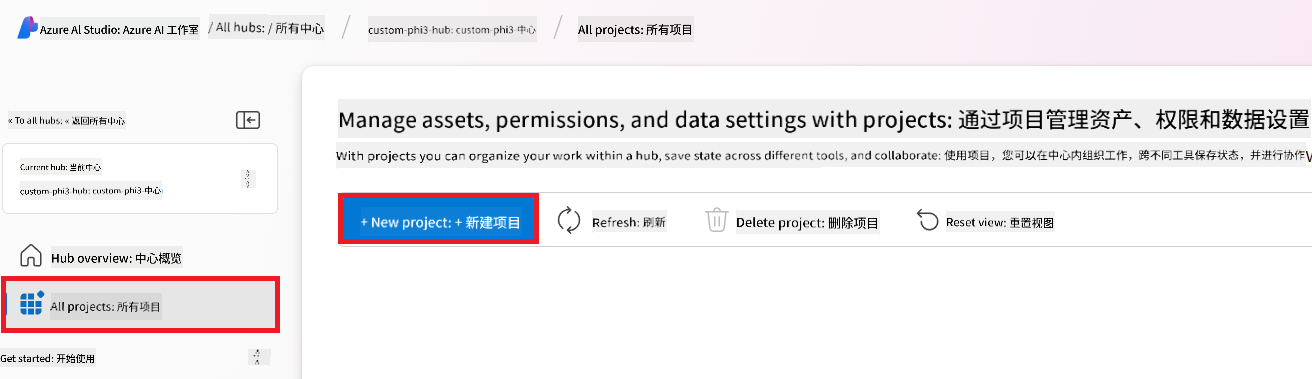 Azure Al Studio: Azure AI 工作室 / All hubs: / 所有中心 / custom-phi3-hub: custom-phi3-中心 / All projects: 所有项目
« To all hubs: « 返回所有中心
Current hub: 当前中心
custom-phi3-hub: custom-phi3-中心
Hub overview: 中心概览
All projects: 所有项目
Get started: 开始使用
Manage assets, permissions, and data settings with projects: 通过项目管理资产、权限和数据设置
With projects you can organize your work within a hub, save state across different tools, and collaborate: 使用项目，您可以在中心内组织工作，跨不同工具保存状态，并进行协作
+ New project: + 新建项目 Refresh: 刷新 Delete project: 删除项目 Reset view: 重置视图